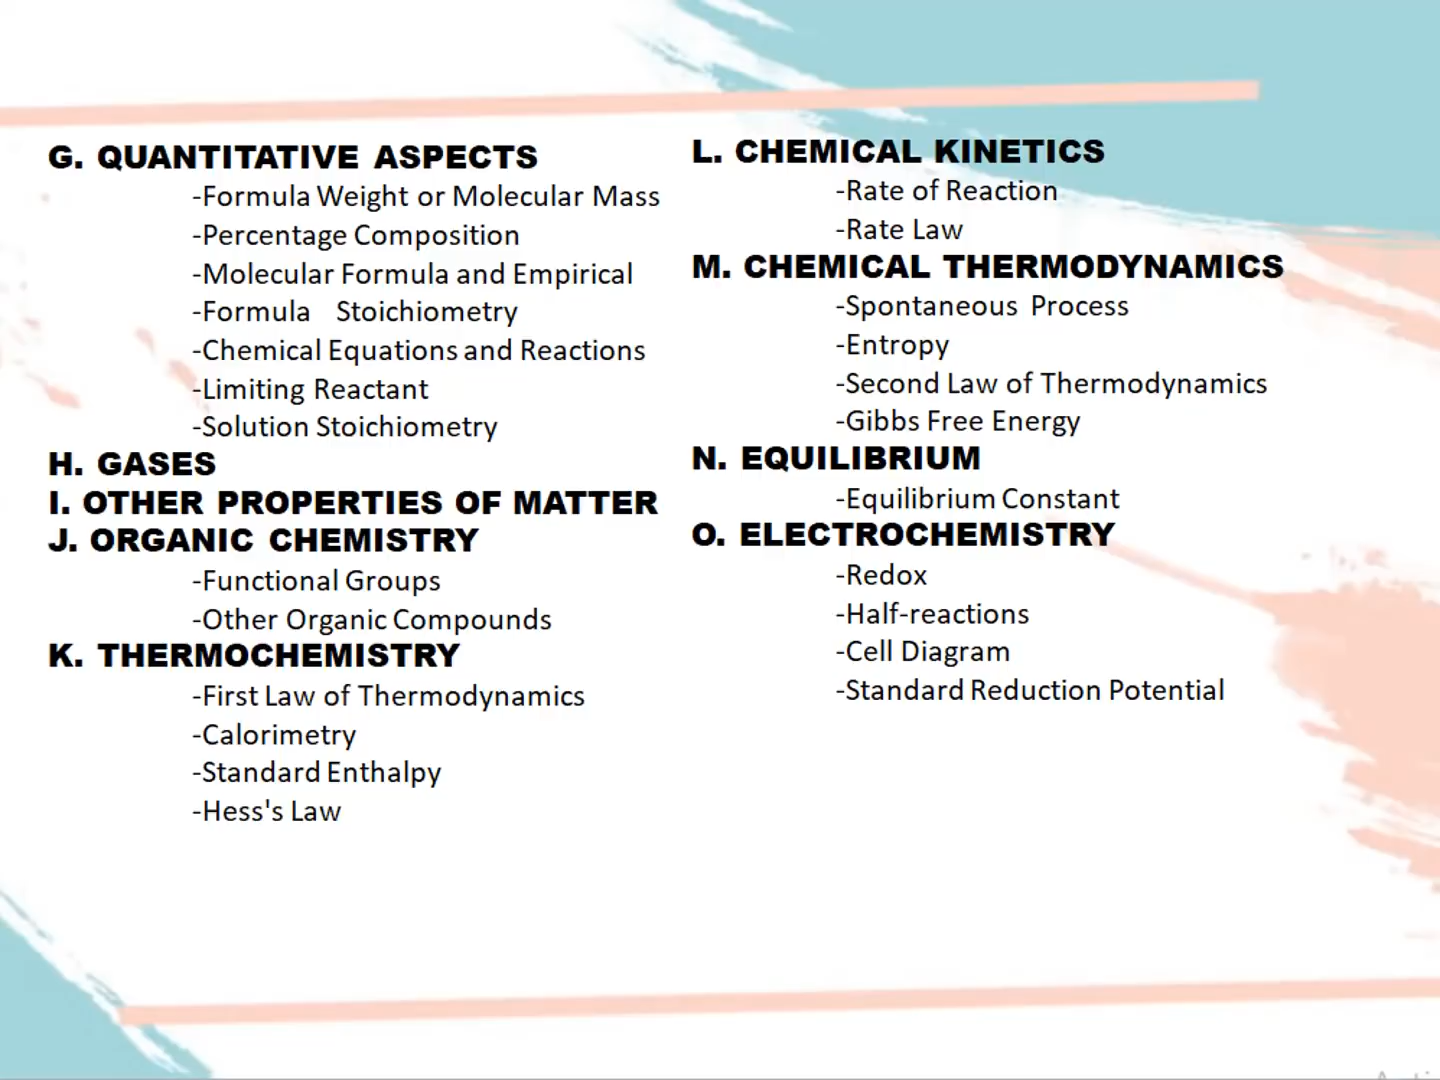 G. QUANTITATIVE ASPECTS
-Formula Weight or Molecular Mass
-Percentage Composition
-Molecular Formula and Empirical
-Formula Stoichiometry
-Chemical Equations and Reactions
-Limiting Reactant
-Solution Stoichiometry
H. GASES
I. OTHER PROPERTIES OF MATTER
J. ORGANIC CHEMISTRY
-Functional Groups
-Other Organic Compounds
K. THERMOCHEMISTRY
-First Law of Thermodynamics
-Calorimetry
-Standard Enthalpy
-Hess's Law
L. CHEMICAL KINETICS
-Rate of Reaction
-Rate Law
M. CHEMICAL THERMODYNAMICS
-Spontaneous Process
-Entropy
-Second Law of Thermodynamics
-Gibbs Free Energy
N. EQUILIBRIUM
-Equilibrium Constant
O. ELECTROCHEMISTRY
-Redox
-Half-reactions
-Cell Diagram
-Standard Reduction Potential